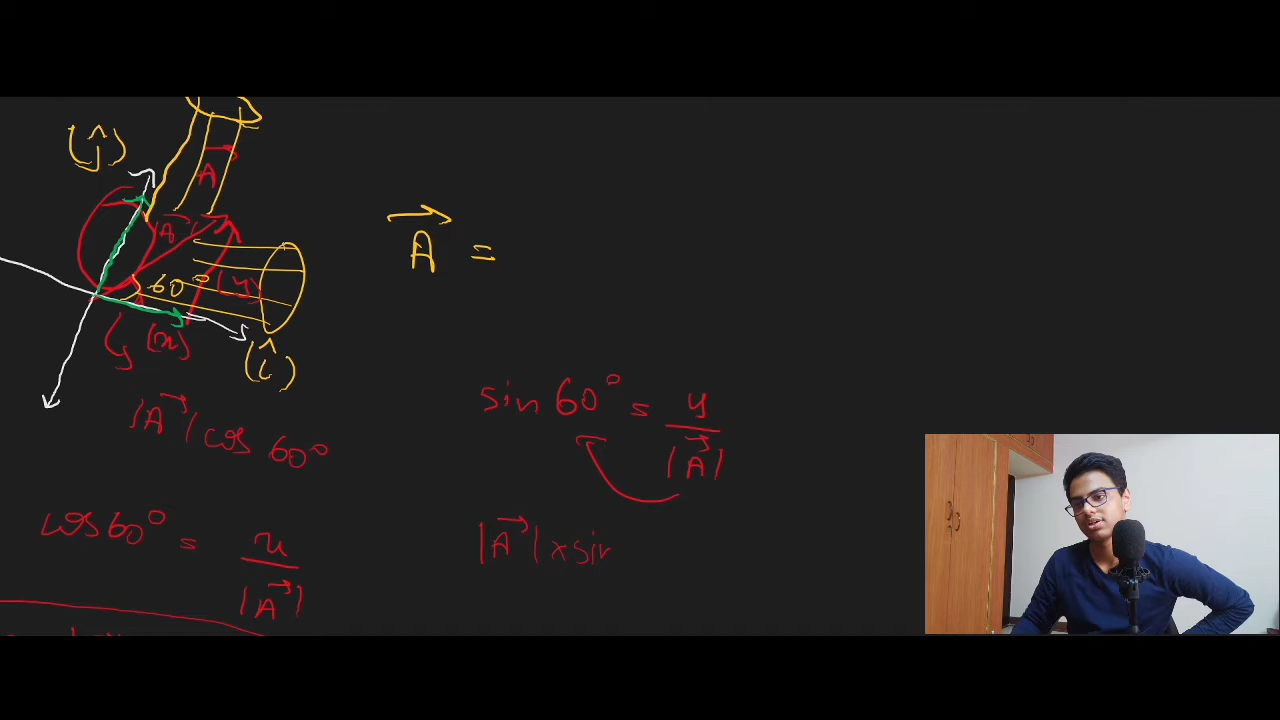 (ĵ)
A⃗
|A⃗|
60° (y)
(x)
(î)
A⃗ =
|A⃗| cos 60°
sin 60° = y / |A⃗|
cos 60° = x / |A⃗|
|A⃗| × sin